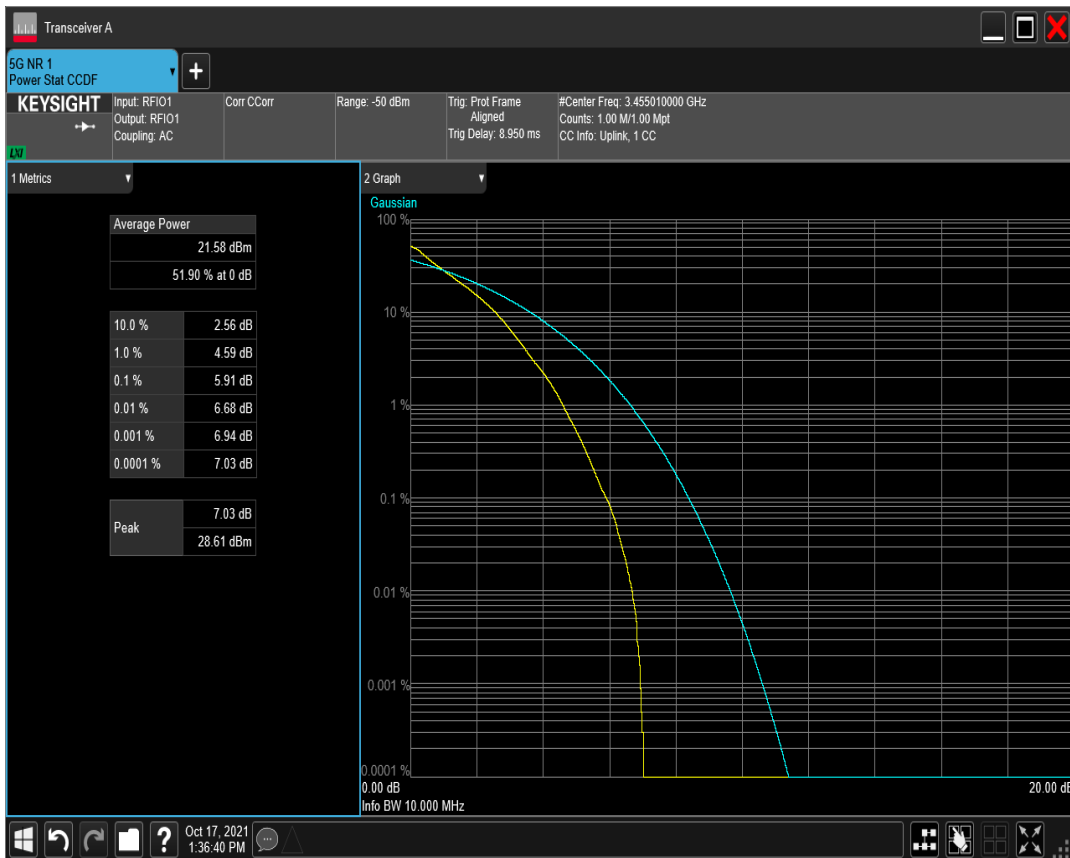 Transceiver A
5G NR 1
Power Stat CCDF
KEYSIGHT
LXI
Input: RFIO1
Output: RFIO1
Coupling: AC
Corr CCorr
Range: -50 dBm
Trig: Prot Frame
Aligned
Trig Delay: 8.950 ms
#Center Freq: 3.455010000 GHz
Counts: 1.00 M/1.00 Mpt
CC Info: Uplink, 1 CC
1 Metrics
Average Power
21.58 dBm
51.90 % at 0 dB
10.0 % 2.56 dB
1.0 % 4.59 dB
0.1 % 5.91 dB
0.01 % 6.68 dB
0.001 % 6.94 dB
0.0001 % 7.03 dB
Peak 7.03 dB
28.61 dBm
2 Graph
Gaussian
100 %
10 %
1 %
0.1 %
0.01 %
0.001 %
0.0001 %
0.00 dB 20.00 dB
Info BW 10.000 MHz
?
Oct 17, 2021
1:36:40 PM